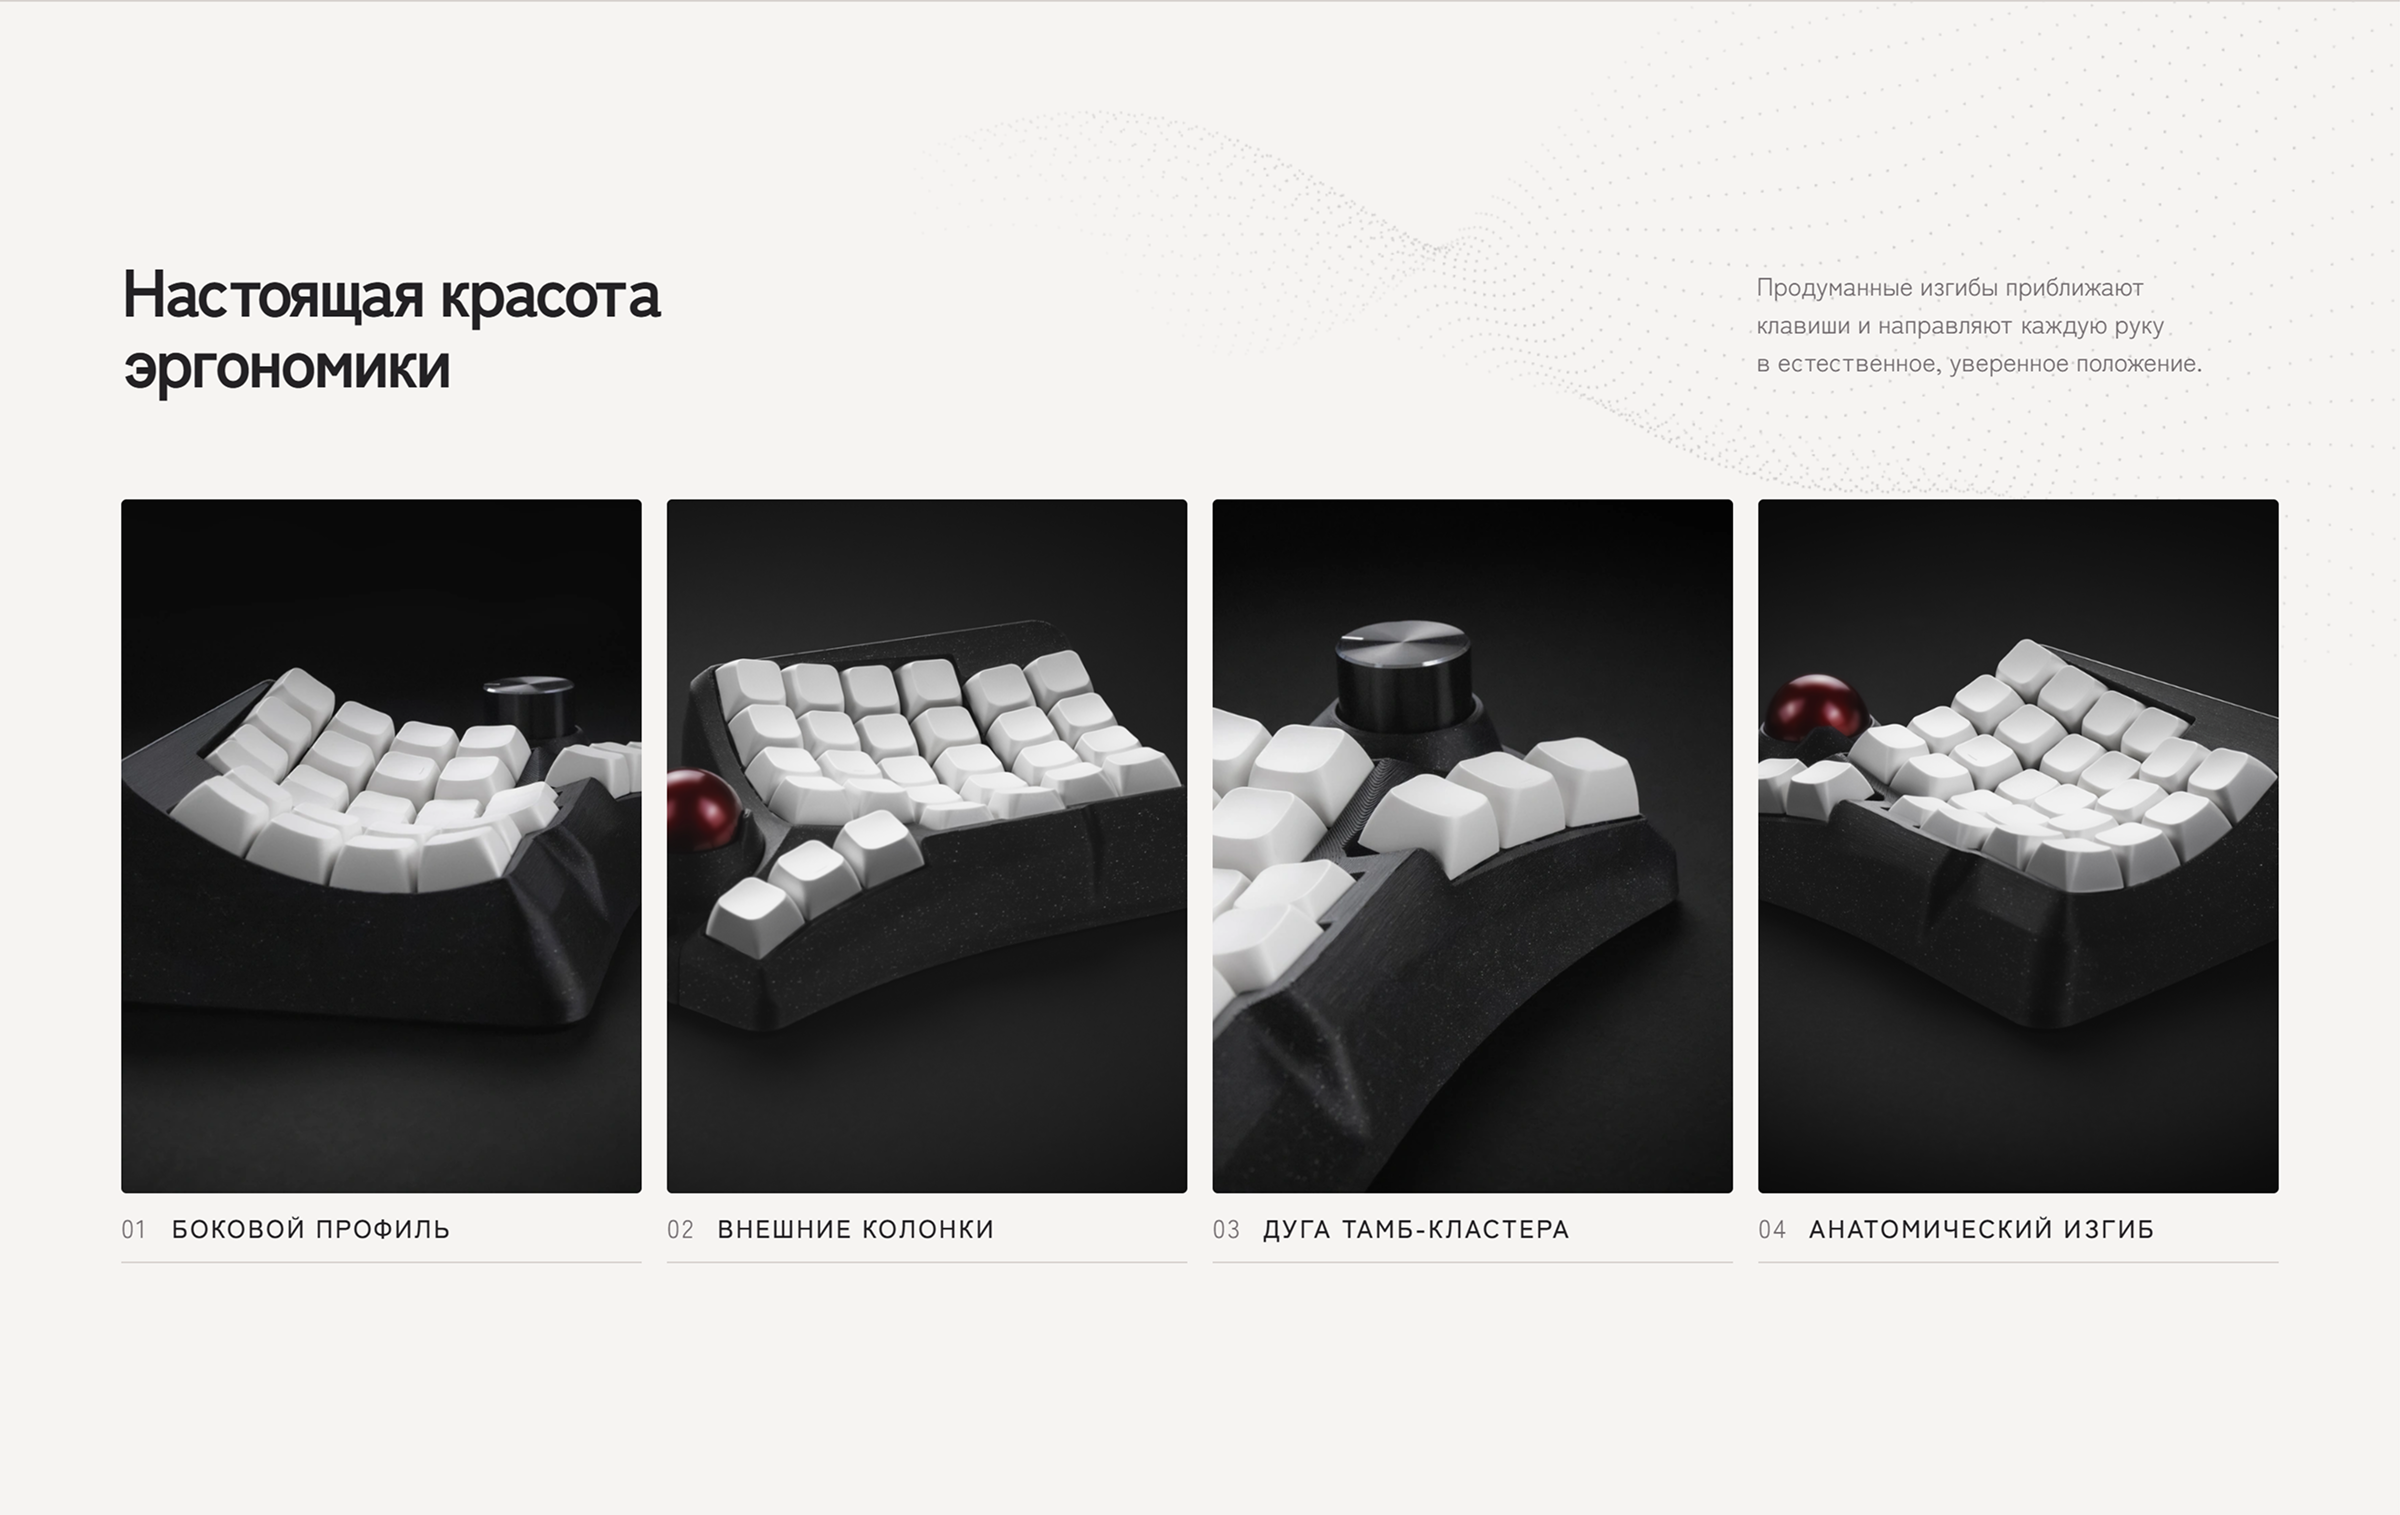 Настоящая красота
эргономики
Продуманные изгибы приближают
клавиши и направляют каждую руку
в естественное, уверенное положение.
01 БОКОВОЙ ПРОФИЛЬ
02 ВНЕШНИЕ КОЛОНКИ
03 ДУГА ТАМБ-КЛАСТЕРА
04 АНАТОМИЧЕСКИЙ ИЗГИБ